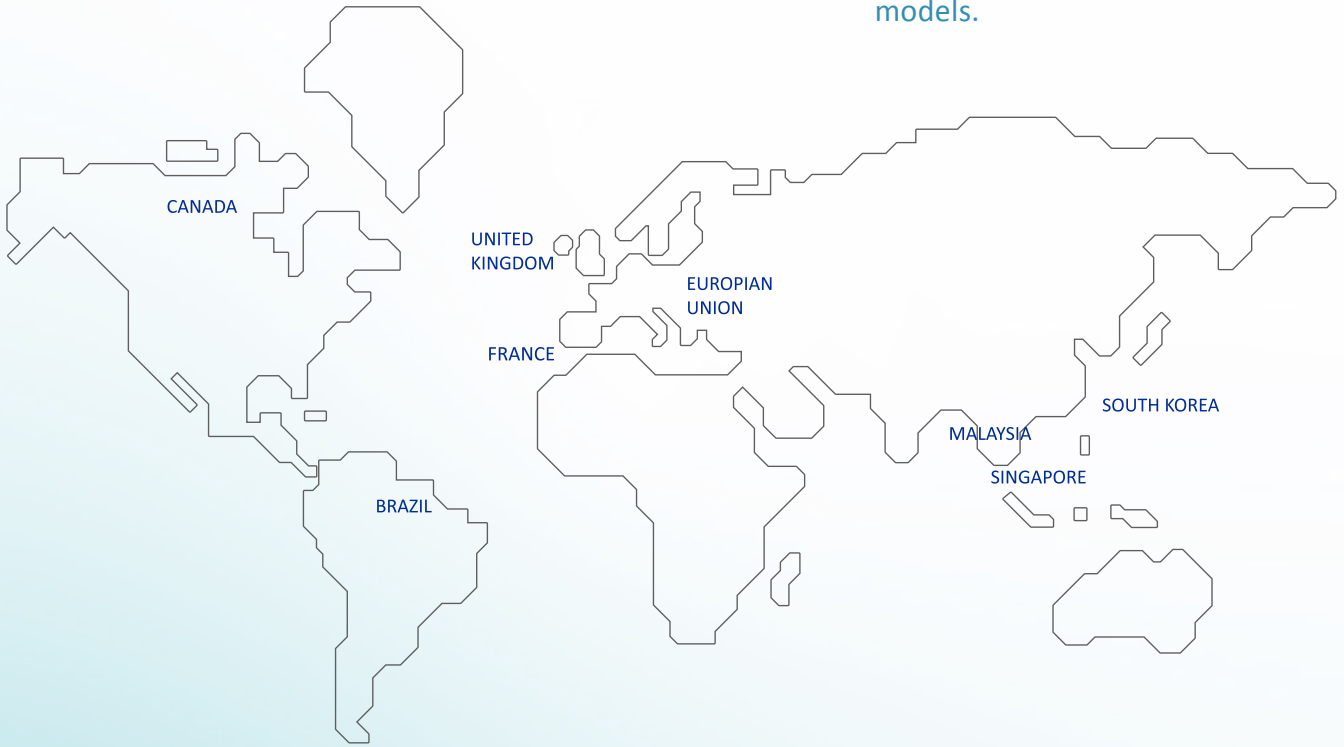 models.
CANADA
UNITED
KINGDOM
EUROPIAN
UNION
FRANCE
SOUTH KOREA
MALAYSIA
SINGAPORE
BRAZIL